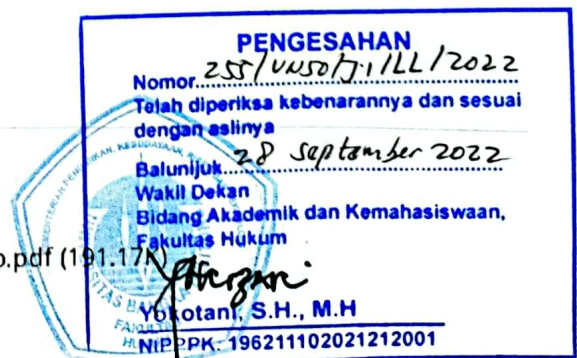 PENGESAHAN
Nomor..255/UN50/J.1/LL/2022
Telah diperiksa kebenarannya dan sesuai
dengan aslinya
Balunijuk..28 September 2022
Wakil Dekan
Bidang Akademik dan Kemahasiswaan,
Fakultas Hukum
o.pdf (191.17K)
Yokotani, S.H., M.H
NIPPPK. 196211102021212001